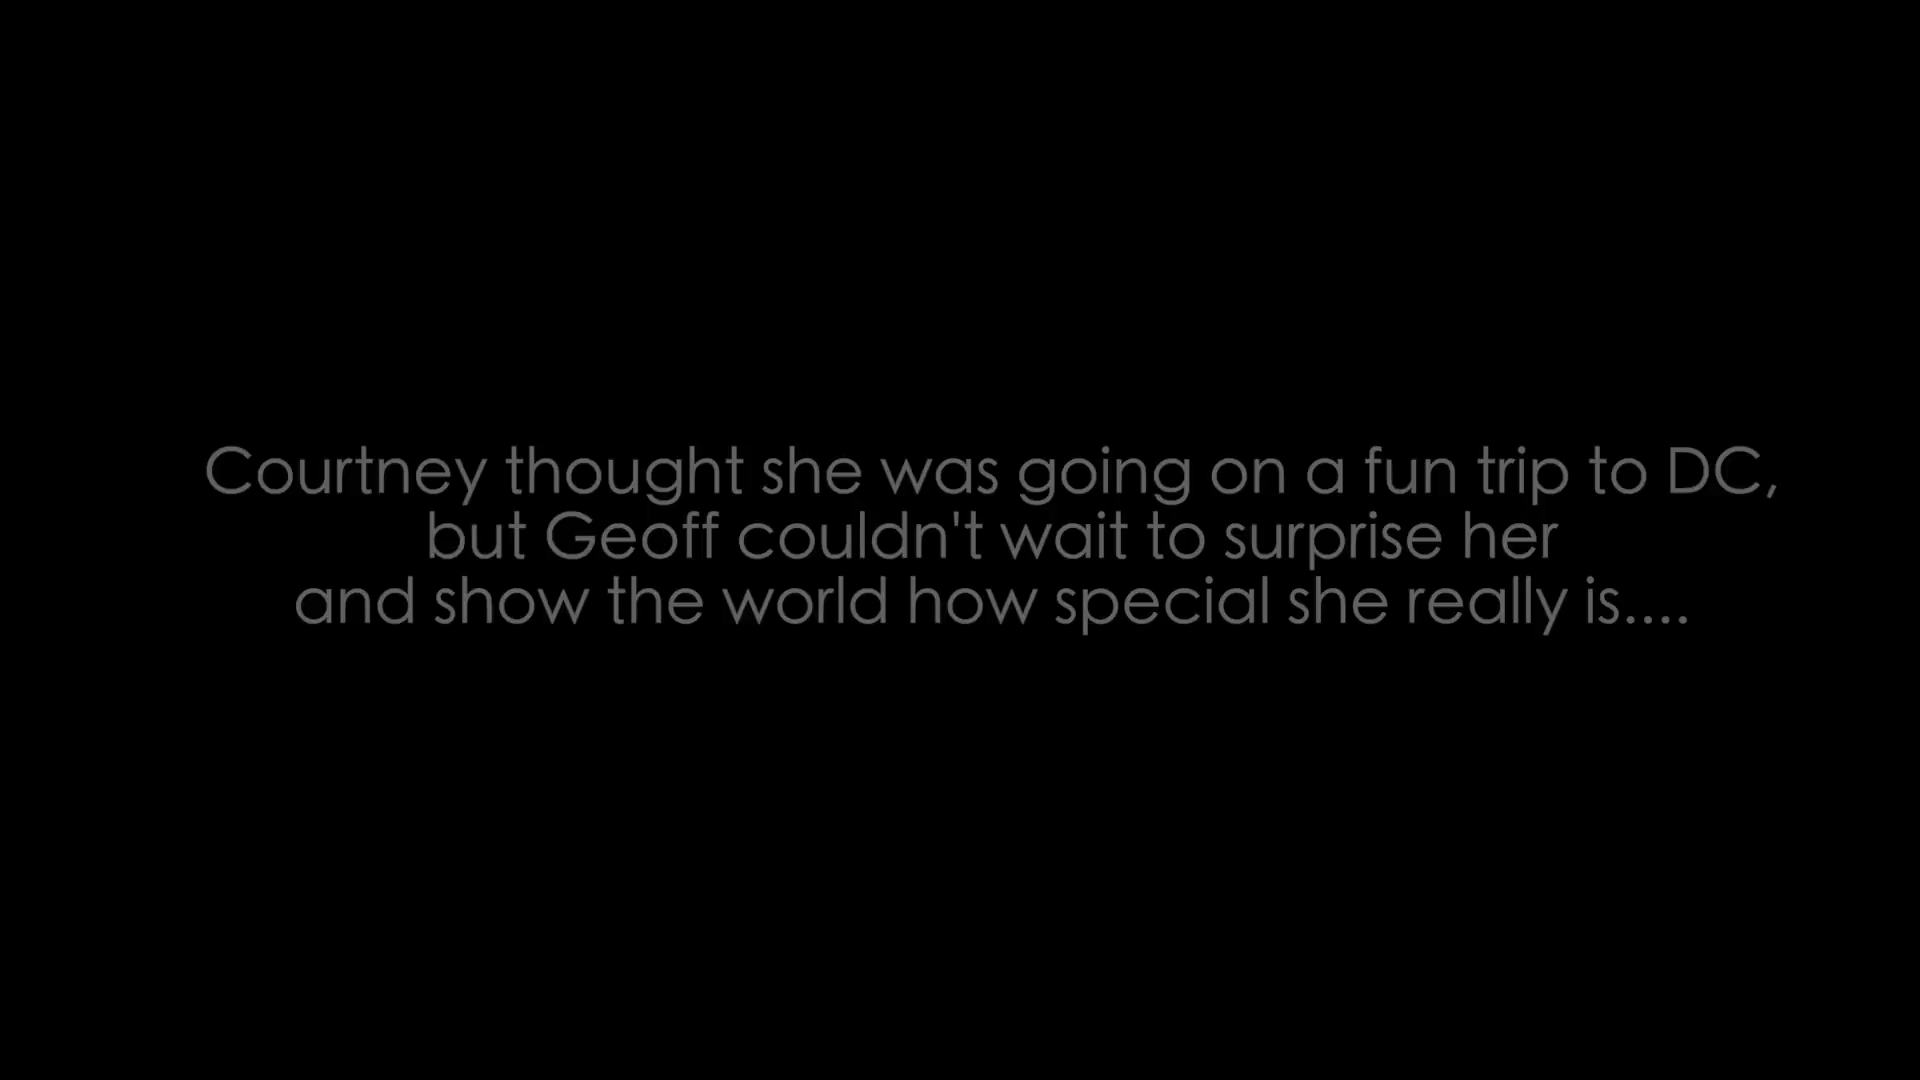 Courtney thought she was going on a fun trip to DC,
but Geoff couldn't wait to surprise her
and show the world how special she really is....